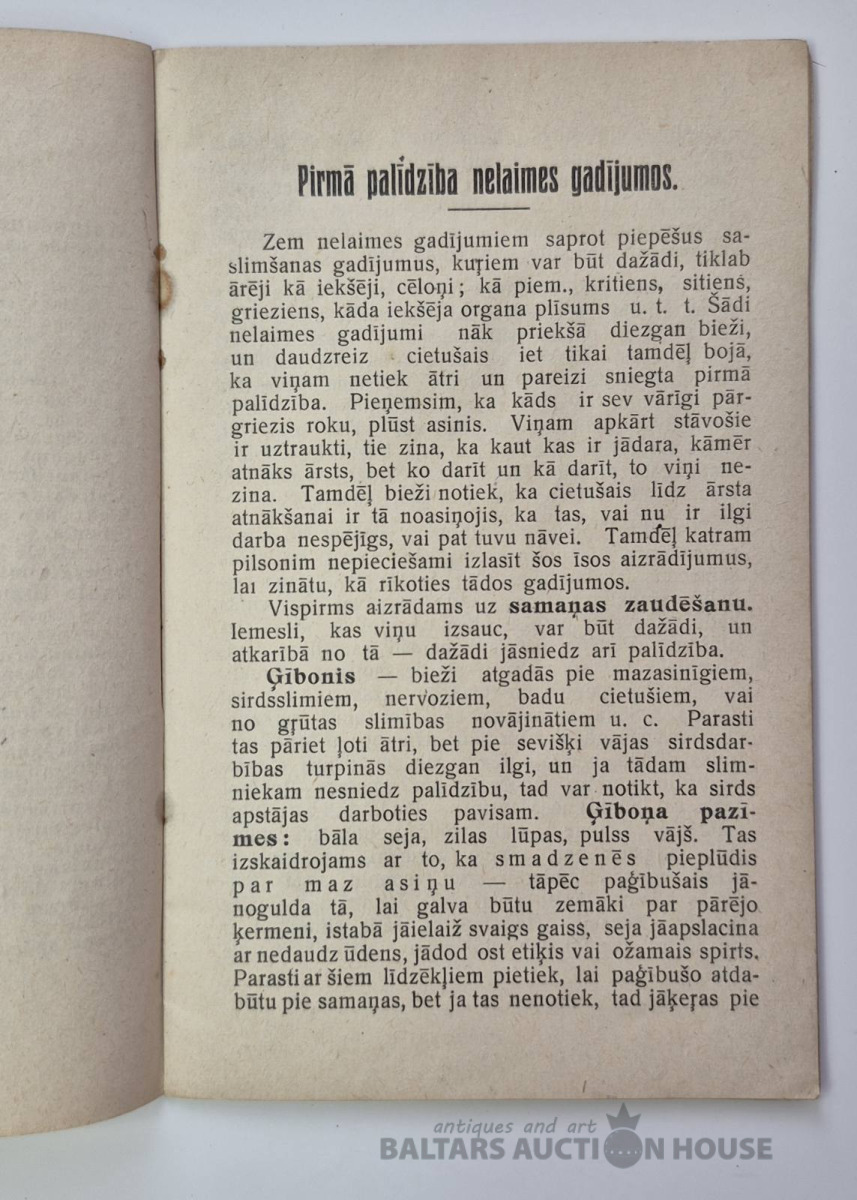 Pirmā palīdzība nelaimes gadījumos.
Zem nelaimes gadījumiem saprot piepēšus sa-
slimšanas gadījumus, kuŗiem var būt dažādi, tiklab
ārēji kā iekšēji, cēloņi; kā piem., kritiens, sitiens,
grieziens, kāda iekšēja organa plīsums u. t. t. Šādi
nelaimes gadījumi nāk priekšā diezgan bieži,
un daudzreiz cietušais iet tikai tamdēļ bojā,
ka viņam netiek ātri un pareizi sniegta pirmā
palīdzība. Pieņemsim, ka kāds ir sev vārīgi pār-
griezis roku, plūst asinis. Viņam apkārt stāvošie
ir uztraukti, tie zina, ka kaut kas ir jādara, kāmēr
atnāks ārsts, bet ko darīt un kā darīt, to viņi ne-
zina. Tamdēļ bieži notiek, ka cietušais līdz ārsta
atnākšanai ir tā noasiņojis, ka tas, vai nu ir ilgi
darba nespējīgs, vai pat tuvu nāvei. Tamdēļ katram
pilsonim nepieciešami izlasīt šos īsos aizrādījumus,
lai zinātu, kā rīkoties tādos gadījumos.
Vispirms aizrādams uz samaņas zaudēšanu.
Iemesli, kas viņu izsauc, var būt dažādi, un
atkarībā no tā — dažādi jāsniedz arī palīdzība.
Ģībonis — bieži atgadās pie mazasinīgiem,
sirdsslimiem, nervoziem, badu cietušiem, vai
no gŗūtas slimības novājinātiem u. c. Parasti
tas pāriet ļoti ātri, bet pie sevišķi vājas sirdsdar-
bības turpinās diezgan ilgi, un ja tādam slim-
niekam nesniedz palīdzību, tad var notikt, ka sirds
apstājas darboties pavisam. Ģīboņa pazī-
mes: bāla seja, zilas lūpas, pulss vājš. Tas
izskaidrojams ar to, ka smadzenēs pieplūdis
par maz asiņu — tāpēc paģībušais jā-
nogulda tā, lai galva būtu zemāki par pārējo
ķermeni, istabā jāielaiž svaigs gaiss, seja jāapslacina
ar nedaudz ūdens, jādod ost etiķis vai ožamais spirts.
Parasti ar šiem līdzēkļiem pietiek, lai paģībušo atda-
būtu pie samaņas, bet ja tas nenotiek, tad jāķeŗas pie
antiques and art
BALTARS AUCTION HOUSE